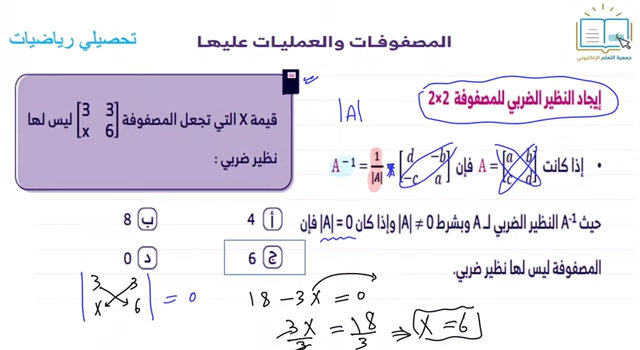 تحصيلي رياضيات
المصفوفات والعمليات عليها
جمعية التعلم الإلكتروني
إيجاد النظير الضربي للمصفوفة 2×2
|A|
• إذا كانت A = [a b; c d] فإن A⁻¹ = 1/|A| × [d −b; −c a]
حيث A⁻¹ النظير الضربي لـ A وبشرط |A| ≠ 0 وإذا كان |A| = 0 فإن
المصفوفة ليس لها نظير ضربي.
قيمة X التي تجعل المصفوفة [3 3; x 6] ليس لها
نظير ضربي :
أ 4
ب 8
ج 6
د 0
|3 3; x 6| = 0
18 − 3x = 0
3x/3 = 18/3 ⇒ x = 6